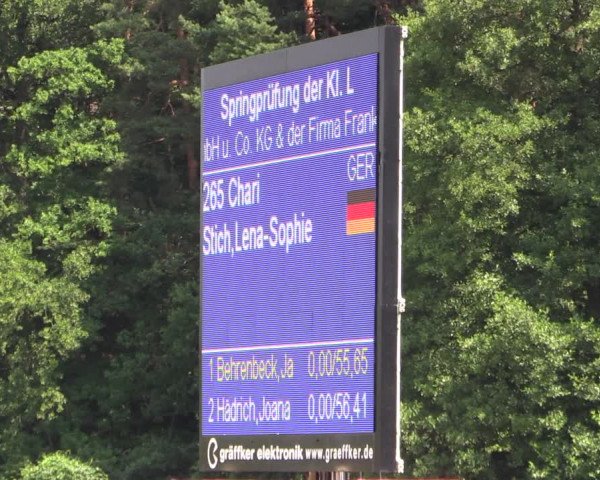 Springprüfung der Kl. L
bH u. Co. KG & der Firma Frank
GER
265 Chari
Stich,Lena-Sophie
1 Behrenbeck,Ja 0,00/55,65
2 Hädrich,Joana 0,00/56,41
gräffker elektronik www.graeffker.de